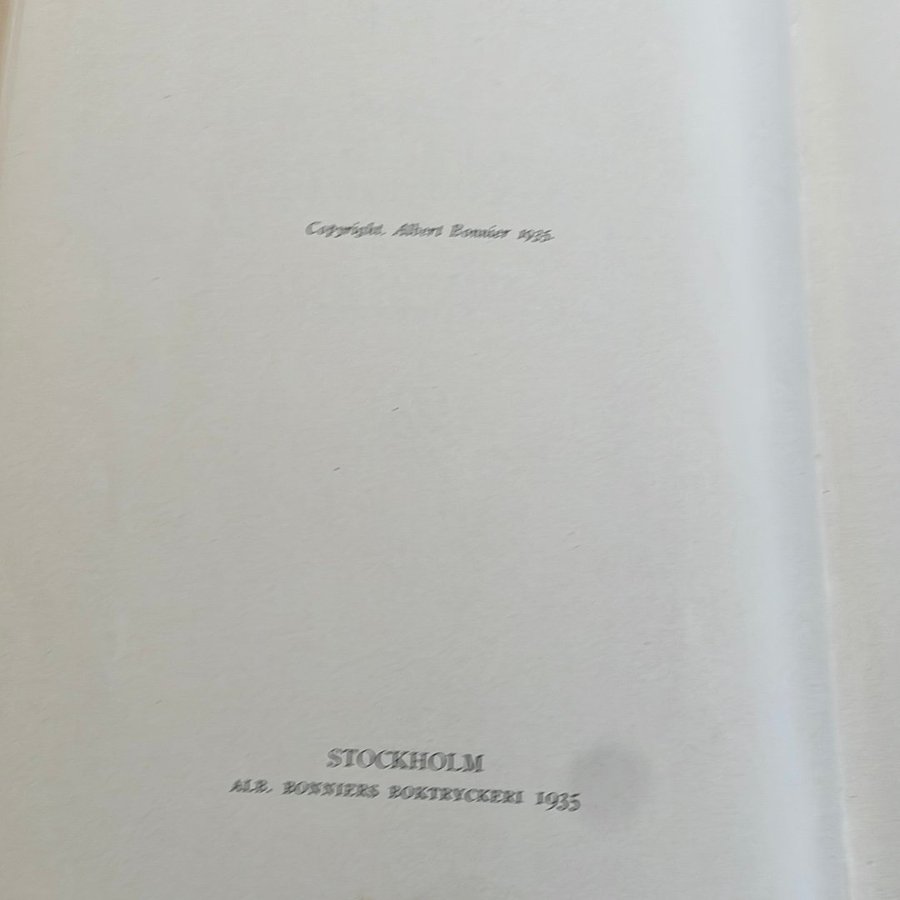 Copyright. Albert Bonnier 1935.
STOCKHOLM
ALB. BONNIERS BOKTRYCKERI 1935